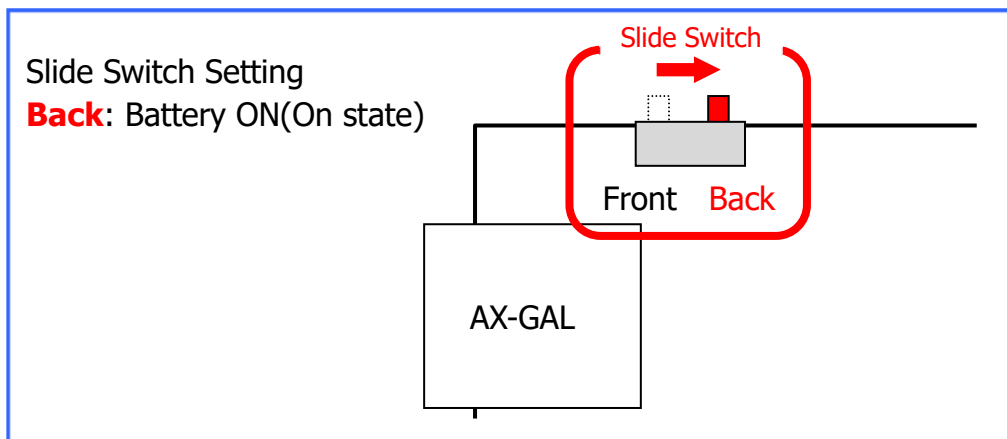 Slide Switch
Slide Switch Setting
Back: Battery ON(On state)
Front Back
AX-GAL